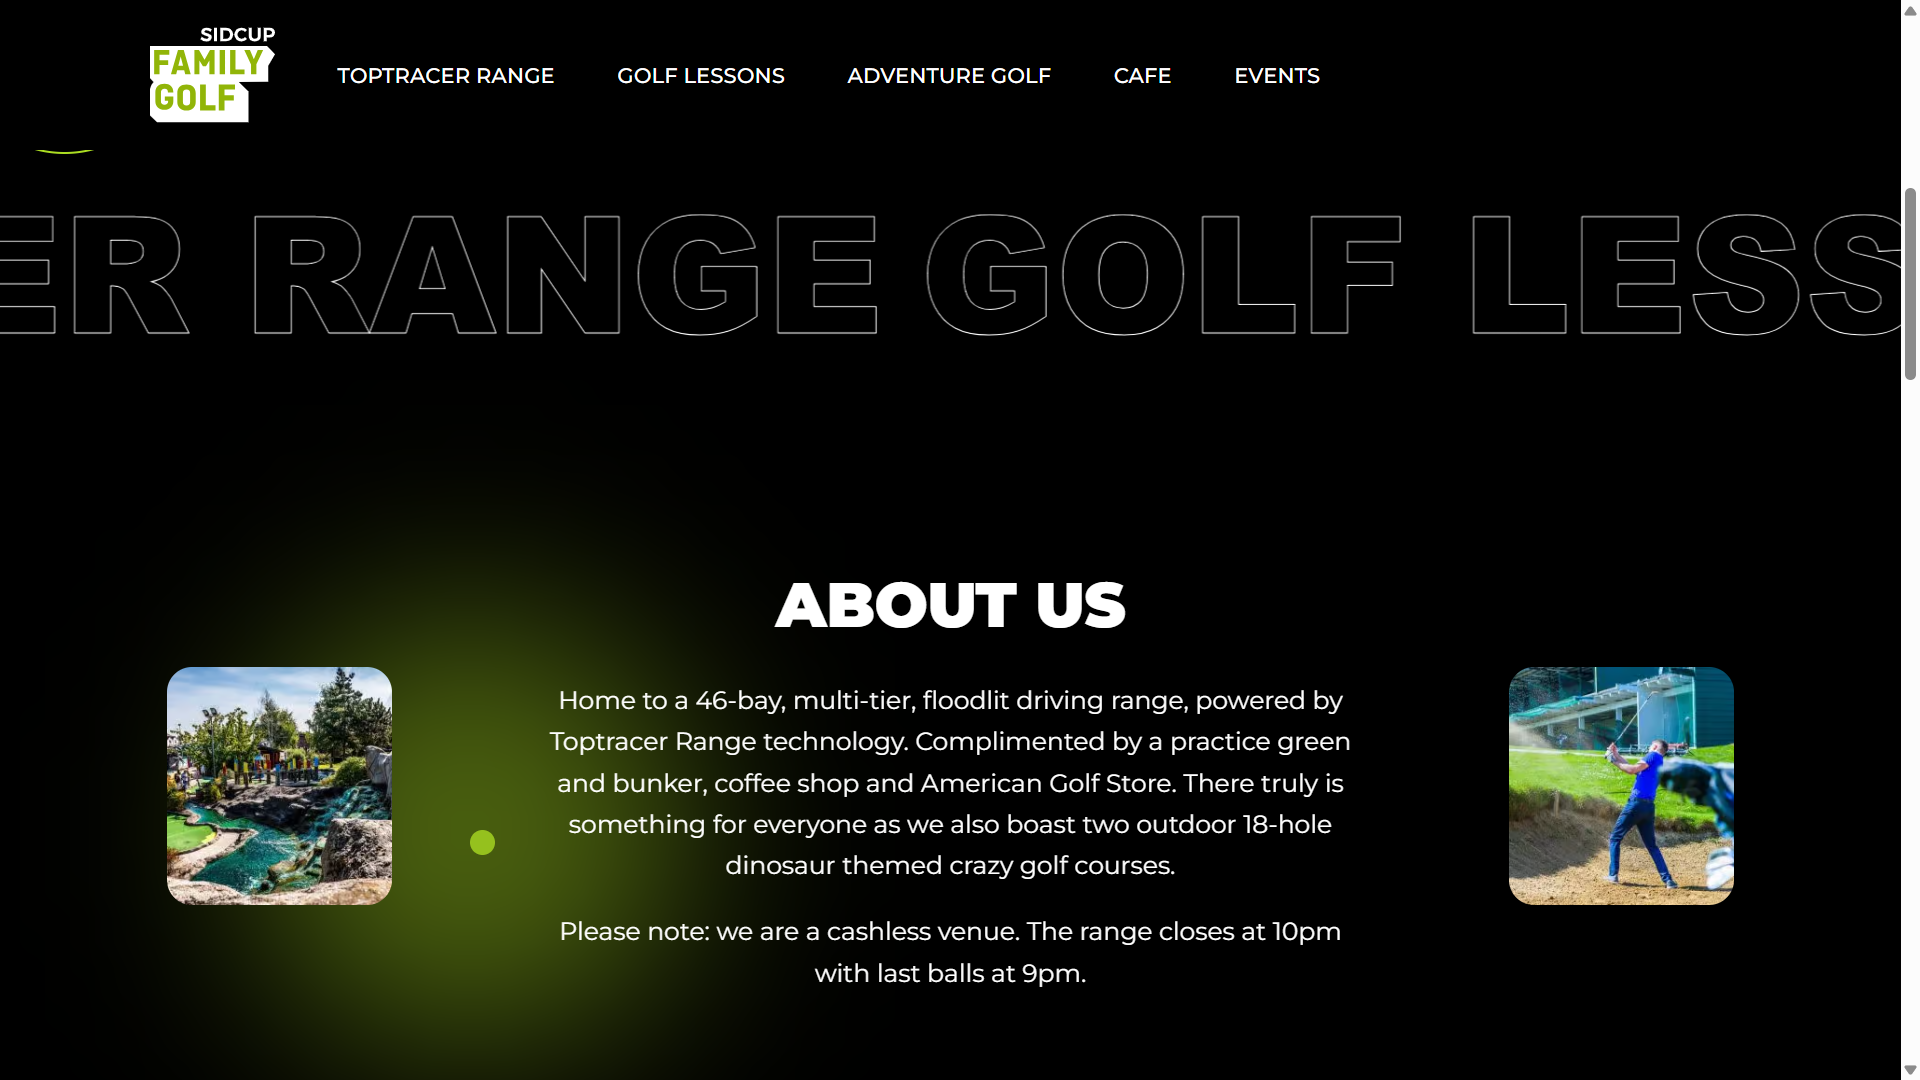 SIDCUP
FAMILY
GOLF
TOPTRACER RANGE
GOLF LESSONS
ADVENTURE GOLF
CAFE
EVENTS
ER RANGE GOLF LESS
ABOUT US
Home to a 46-bay, multi-tier, floodlit driving range, powered by
Toptracer Range technology. Complimented by a practice green
and bunker, coffee shop and American Golf Store. There truly is
something for everyone as we also boast two outdoor 18-hole
dinosaur themed crazy golf courses.
Please note: we are a cashless venue. The range closes at 10pm
with last balls at 9pm.